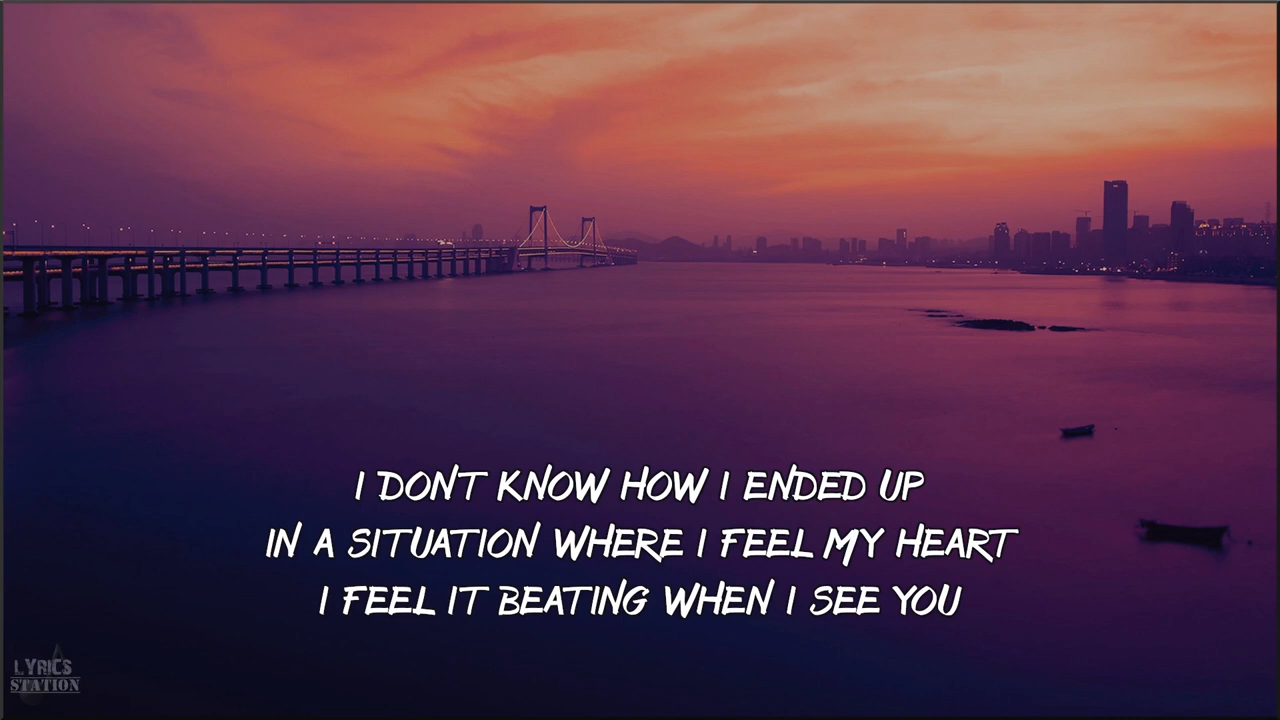 I DON'T KNOW HOW I ENDED UP
IN A SITUATION WHERE I FEEL MY HEART
I FEEL IT BEATING WHEN I SEE YOU
LYRICS
STATION